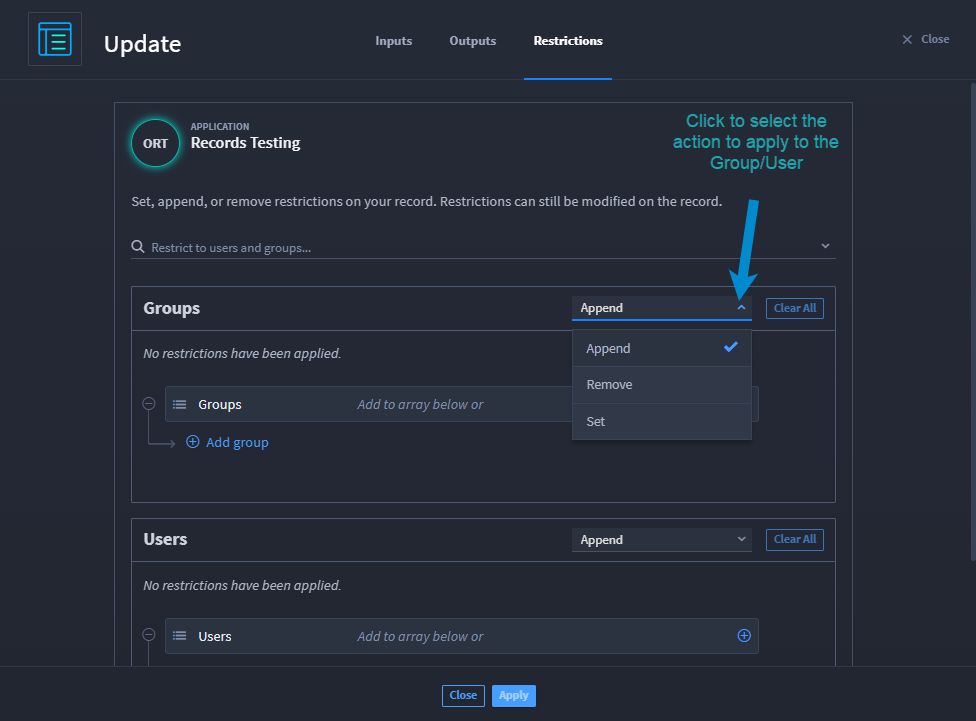 Update
Inputs
Outputs
Restrictions
Close
ORT
APPLICATION
Records Testing
Click to select the
action to apply to the
Group/User
Set, append, or remove restrictions on your record. Restrictions can still be modified on the record.
Restrict to users and groups...
Groups
Append
Clear All
No restrictions have been applied.
Append
Remove
Set
Groups
Add to array below or
Add group
Users
Append
Clear All
No restrictions have been applied.
Users
Add to array below or
Close
Apply